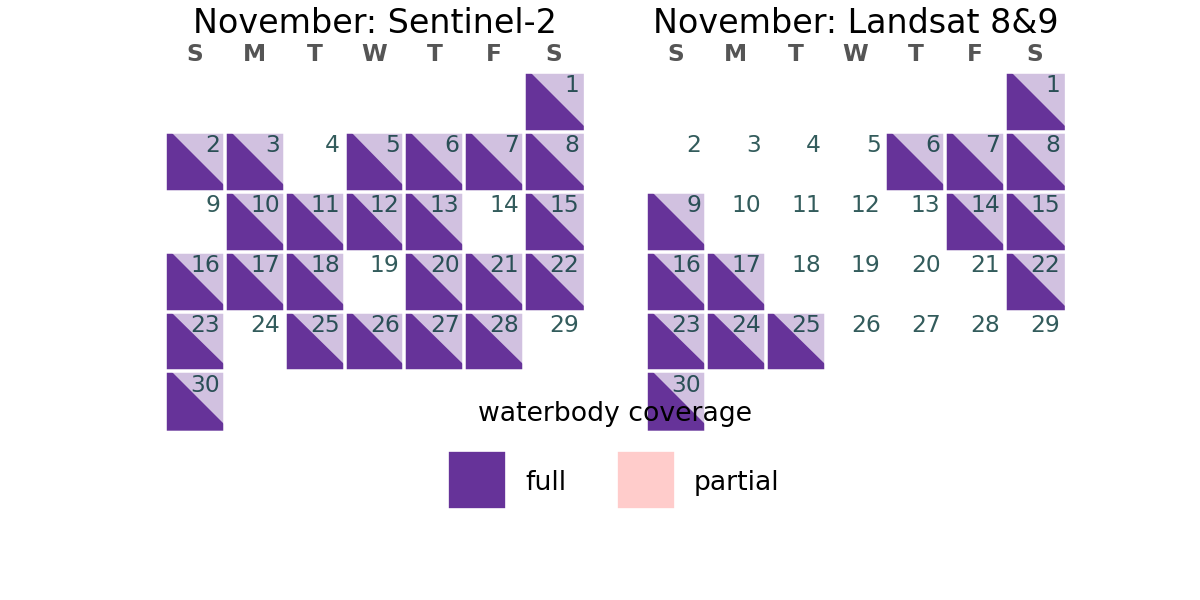 November: Sentinel-2
S M T W T F S
1
2 3 4 5 6 7 8
9 10 11 12 13 14 15
16 17 18 19 20 21 22
23 24 25 26 27 28 29
30
November: Landsat 8&9
S M T W T F S
1
2 3 4 5 6 7 8
9 10 11 12 13 14 15
16 17 18 19 20 21 22
23 24 25 26 27 28 29
30
waterbody coverage
full partial